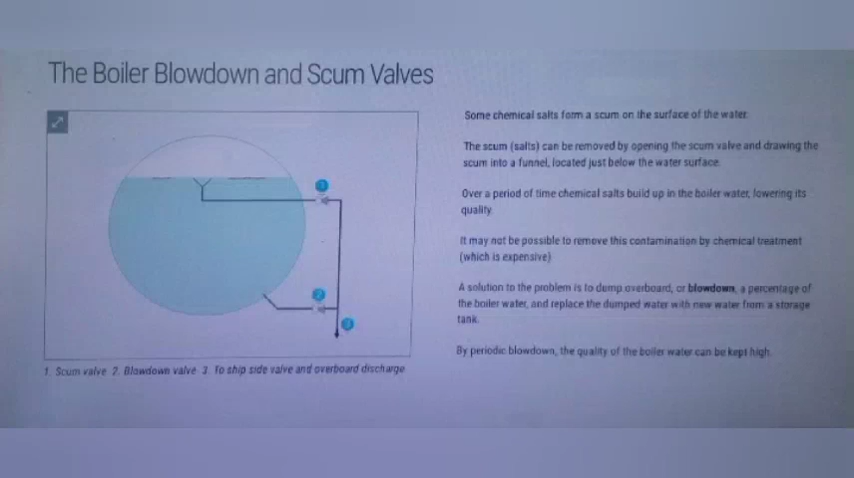 The Boiler Blowdown and Scum Valves
Some chemical salts form a scum on the surface of the water.
The scum (salts) can be removed by opening the scum valve and drawing the
scum into a funnel, located just below the water surface.
Over a period of time chemical salts build up in the boiler water, lowering its
quality.
It may not be possible to remove this contamination by chemical treatment
(which is expensive).
A solution to the problem is to dump overboard, or blowdown, a percentage of
the boiler water, and replace the dumped water with new water from a storage
tank.
By periodic blowdown, the quality of the boiler water can be kept high.
1
2
3
1. Scum valve 2. Blowdown valve 3. To ship side valve and overboard discharge